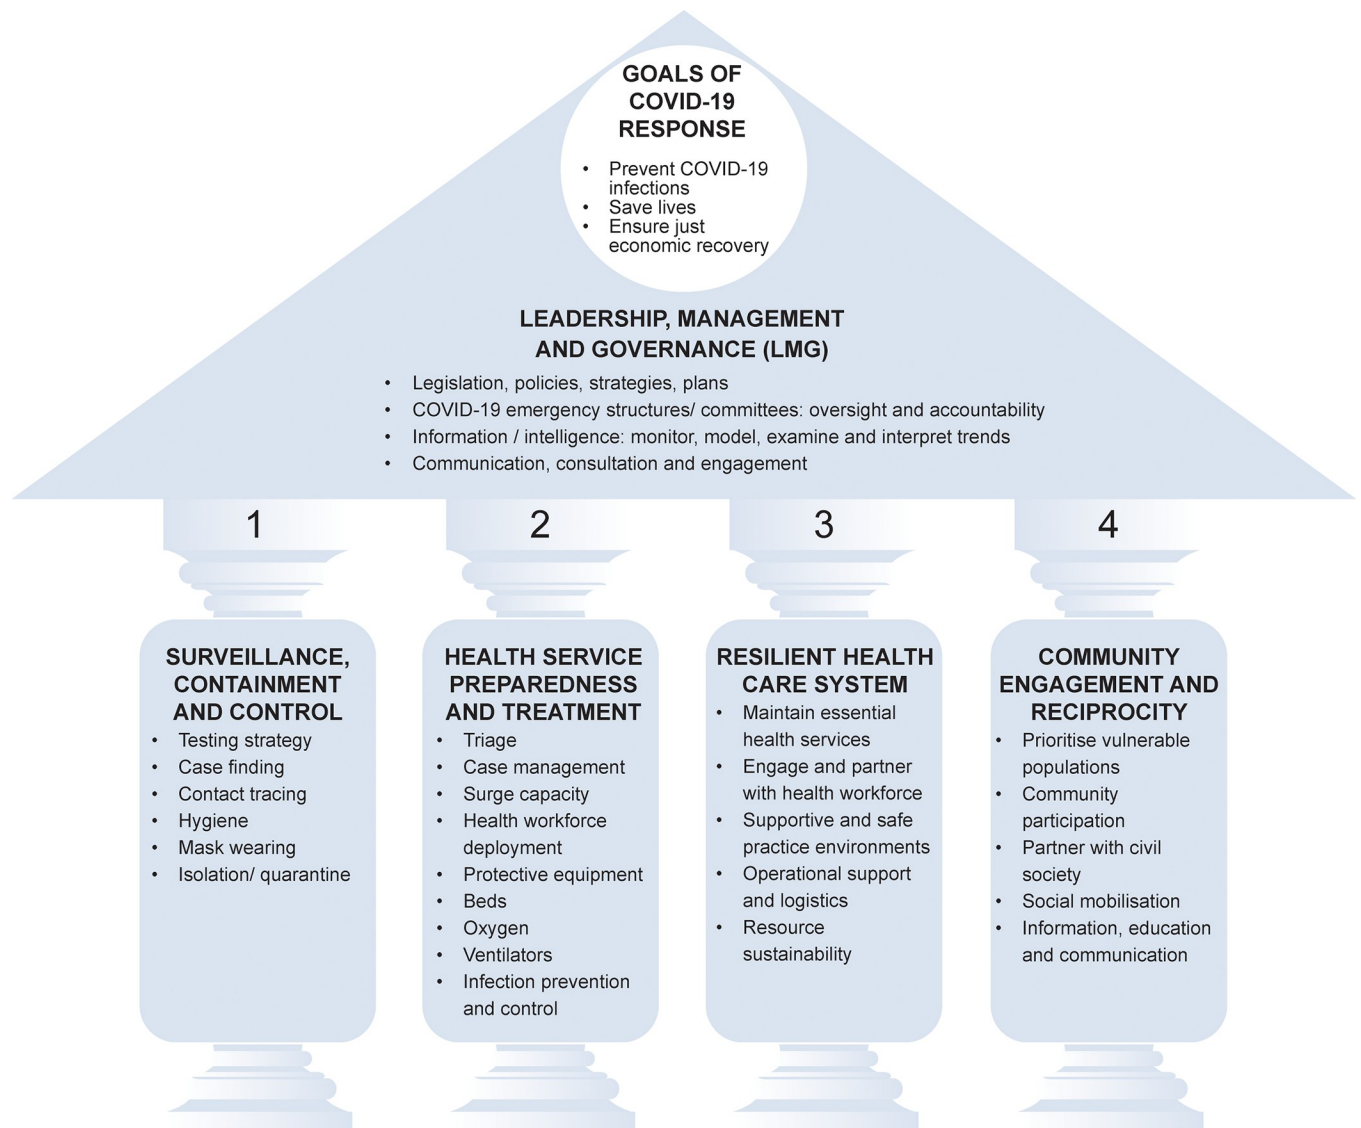 GOALS OF
COVID-19
RESPONSE
• Prevent COVID-19
infections
• Save lives
• Ensure just
economic recovery
LEADERSHIP, MANAGEMENT
AND GOVERNANCE (LMG)
• Legislation, policies, strategies, plans
• COVID-19 emergency structures/ committees: oversight and accountability
• Information / intelligence: monitor, model, examine and interpret trends
• Communication, consultation and engagement
1
SURVEILLANCE,
CONTAINMENT
AND CONTROL
• Testing strategy
• Case finding
• Contact tracing
• Hygiene
• Mask wearing
• Isolation/ quarantine
2
HEALTH SERVICE
PREPAREDNESS
AND TREATMENT
• Triage
• Case management
• Surge capacity
• Health workforce
deployment
• Protective equipment
• Beds
• Oxygen
• Ventilators
• Infection prevention
and control
3
RESILIENT HEALTH
CARE SYSTEM
• Maintain essential
health services
• Engage and partner
with health workforce
• Supportive and safe
practice environments
• Operational support
and logistics
• Resource
sustainability
4
COMMUNITY
ENGAGEMENT AND
RECIPROCITY
• Prioritise vulnerable
populations
• Community
participation
• Partner with civil
society
• Social mobilisation
• Information, education
and communication